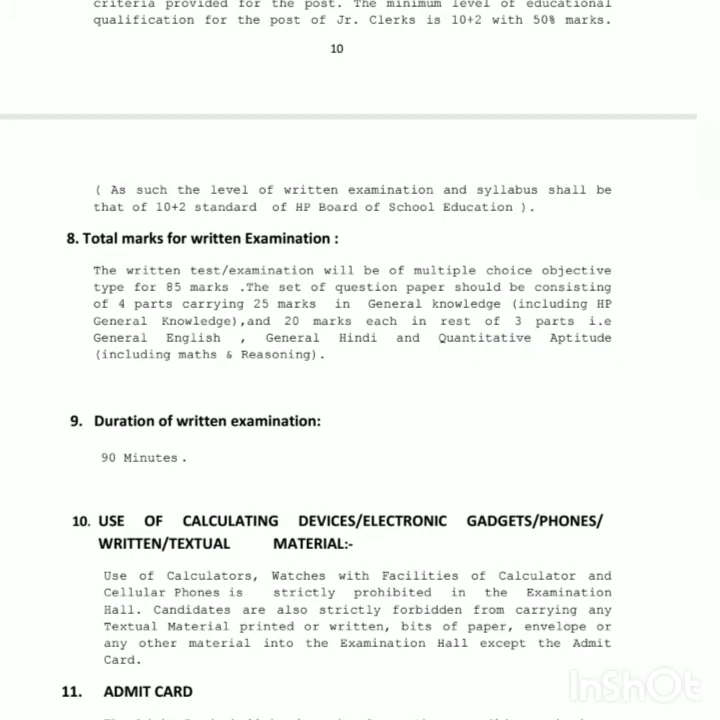 criteria provided for the post. The minimum level of educational
qualification for the post of Jr. Clerks is 10+2 with 50% marks.
10
( As such the level of written examination and syllabus shall be
that of 10+2 standard of HP Board of School Education ).
8. Total marks for written Examination :
The written test/examination will be of multiple choice objective
type for 85 marks .The set of question paper should be consisting
of 4 parts carrying 25 marks in General knowledge (including HP
General Knowledge),and 20 marks each in rest of 3 parts i.e
General English , General Hindi and Quantitative Aptitude
(including maths & Reasoning).
9. Duration of written examination:
90 Minutes.
10. USE OF CALCULATING DEVICES/ELECTRONIC GADGETS/PHONES/
WRITTEN/TEXTUAL MATERIAL:-
Use of Calculators, Watches with Facilities of Calculator and
Cellular Phones is strictly prohibited in the Examination
Hall. Candidates are also strictly forbidden from carrying any
Textual Material printed or written, bits of paper, envelope or
any other material into the Examination Hall except the Admit
Card.
11. ADMIT CARD
InShOt